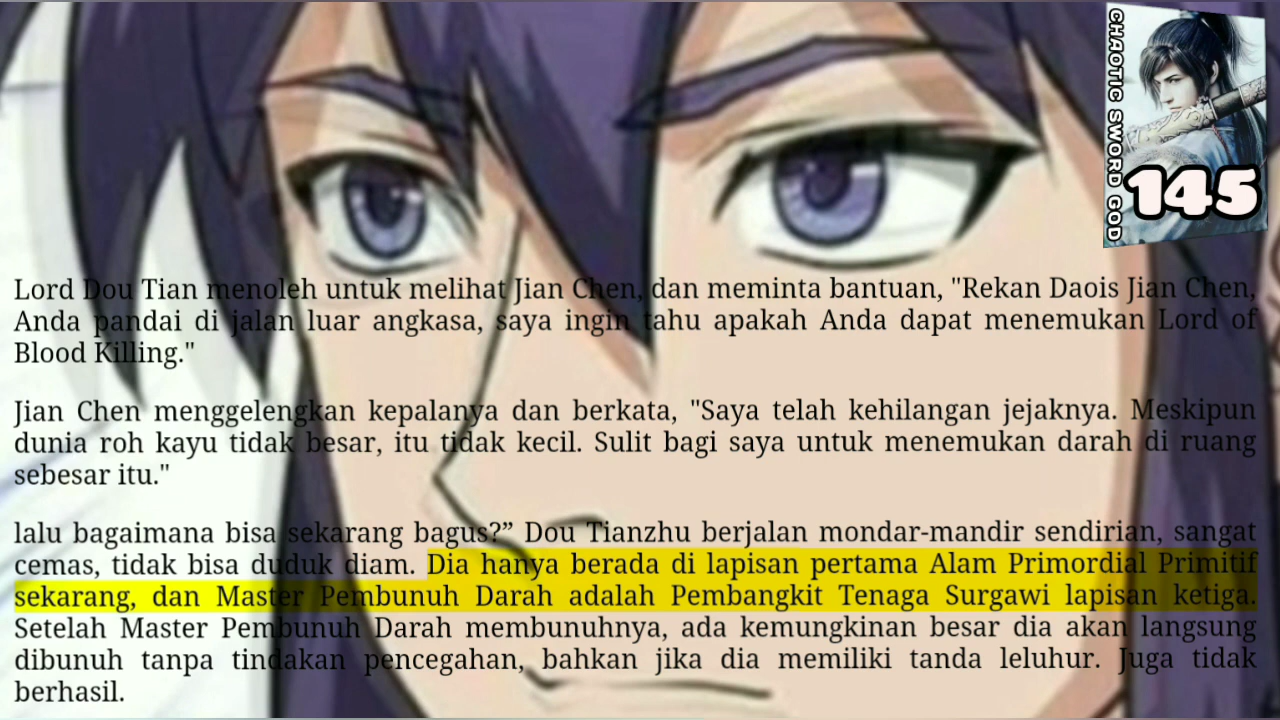 CHAOTIC SWORD GOD
145
Lord Dou Tian menoleh untuk melihat Jian Chen, dan meminta bantuan, "Rekan Daois Jian Chen,
Anda pandai di jalan luar angkasa, saya ingin tahu apakah Anda dapat menemukan Lord of
Blood Killing."
Jian Chen menggelengkan kepalanya dan berkata, "Saya telah kehilangan jejaknya. Meskipun
dunia roh kayu tidak besar, itu tidak kecil. Sulit bagi saya untuk menemukan darah di ruang
sebesar itu."
lalu bagaimana bisa sekarang bagus?” Dou Tianzhu berjalan mondar-mandir sendirian, sangat
cemas, tidak bisa duduk diam. Dia hanya berada di lapisan pertama Alam Primordial Primitif
sekarang, dan Master Pembunuh Darah adalah Pembangkit Tenaga Surgawi lapisan ketiga.
Setelah Master Pembunuh Darah membunuhnya, ada kemungkinan besar dia akan langsung
dibunuh tanpa tindakan pencegahan, bahkan jika dia memiliki tanda leluhur. Juga tidak
berhasil.